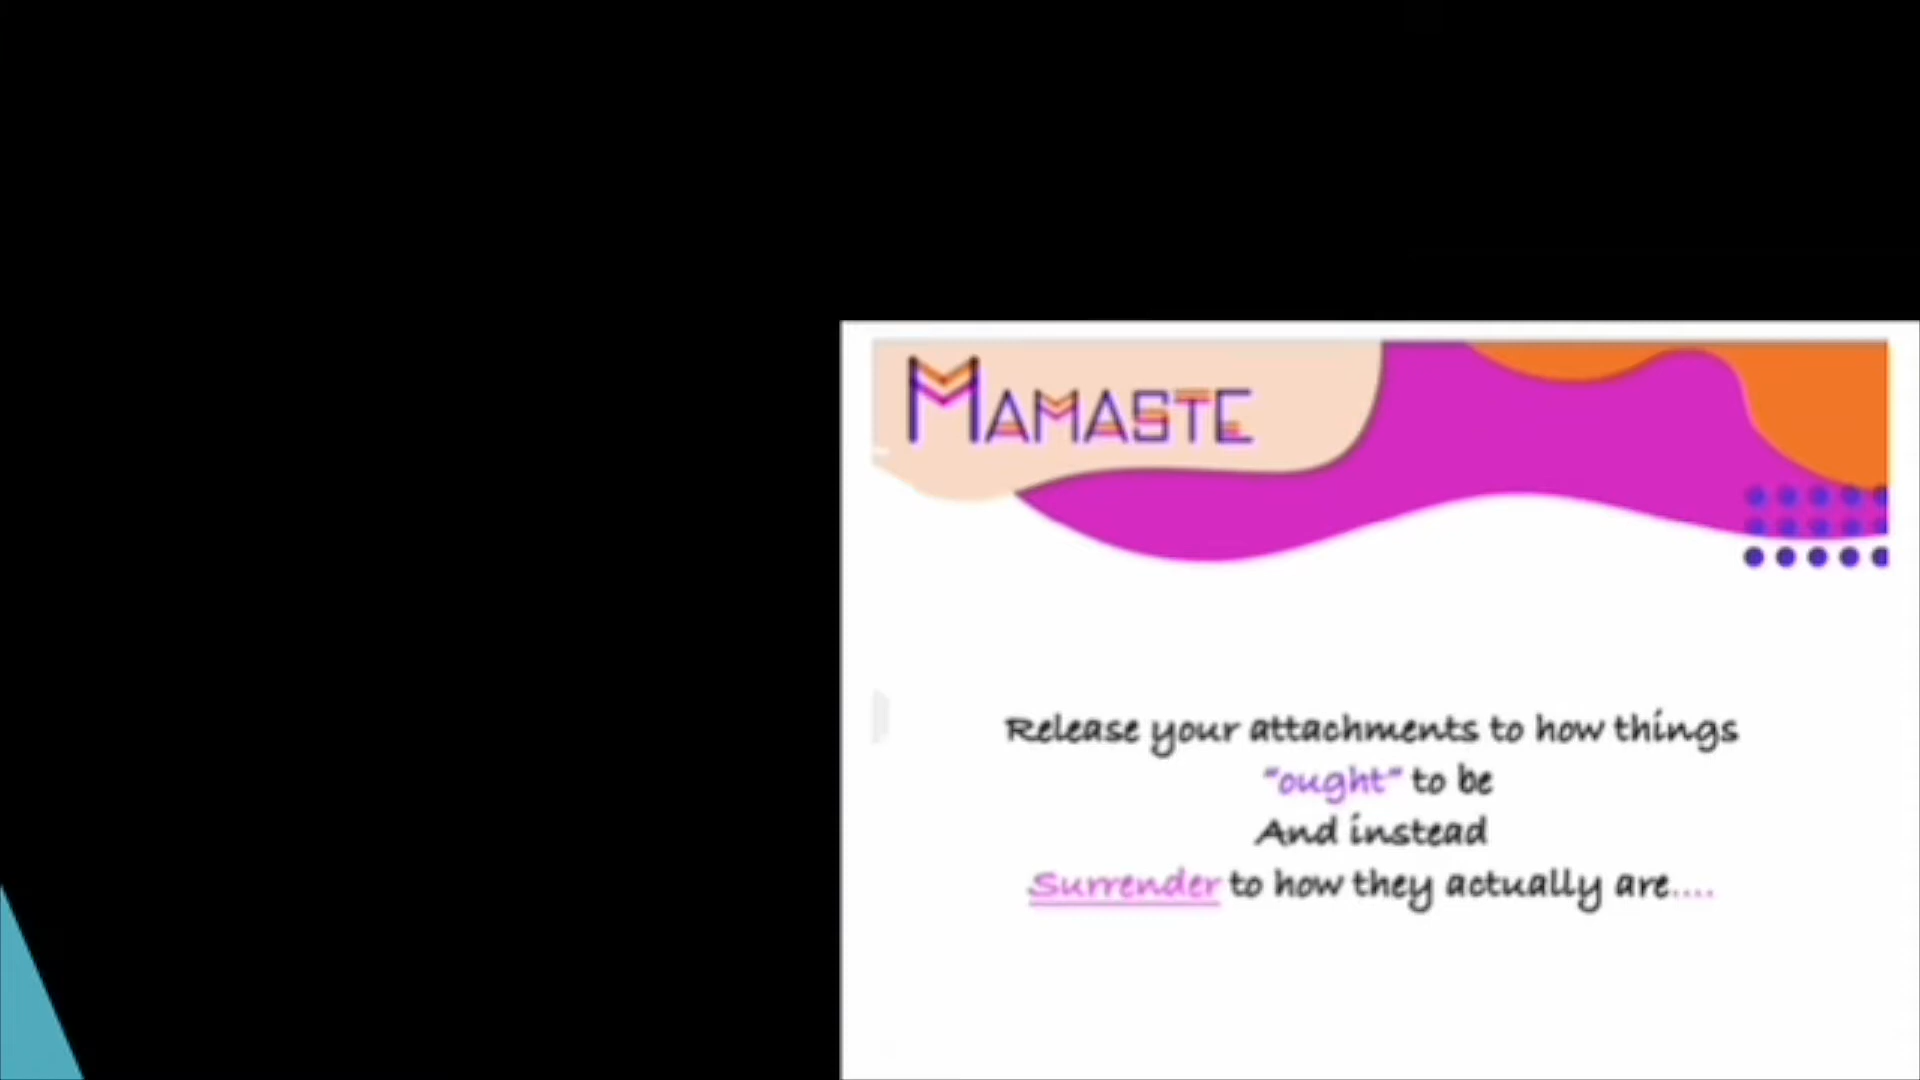 MAMASTE
Release your attachments to how things
"ought" to be
And instead
Surrender to how they actually are....